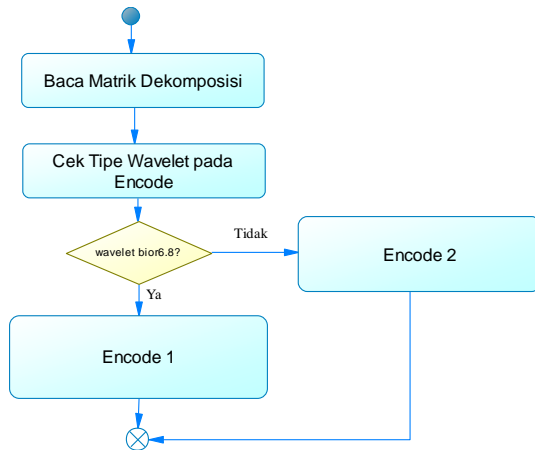 Baca Matrik Dekomposisi
Cek Tipe Wavelet pada
Encode
wavelet bior6.8?
Tidak
Encode 2
Ya
Encode 1